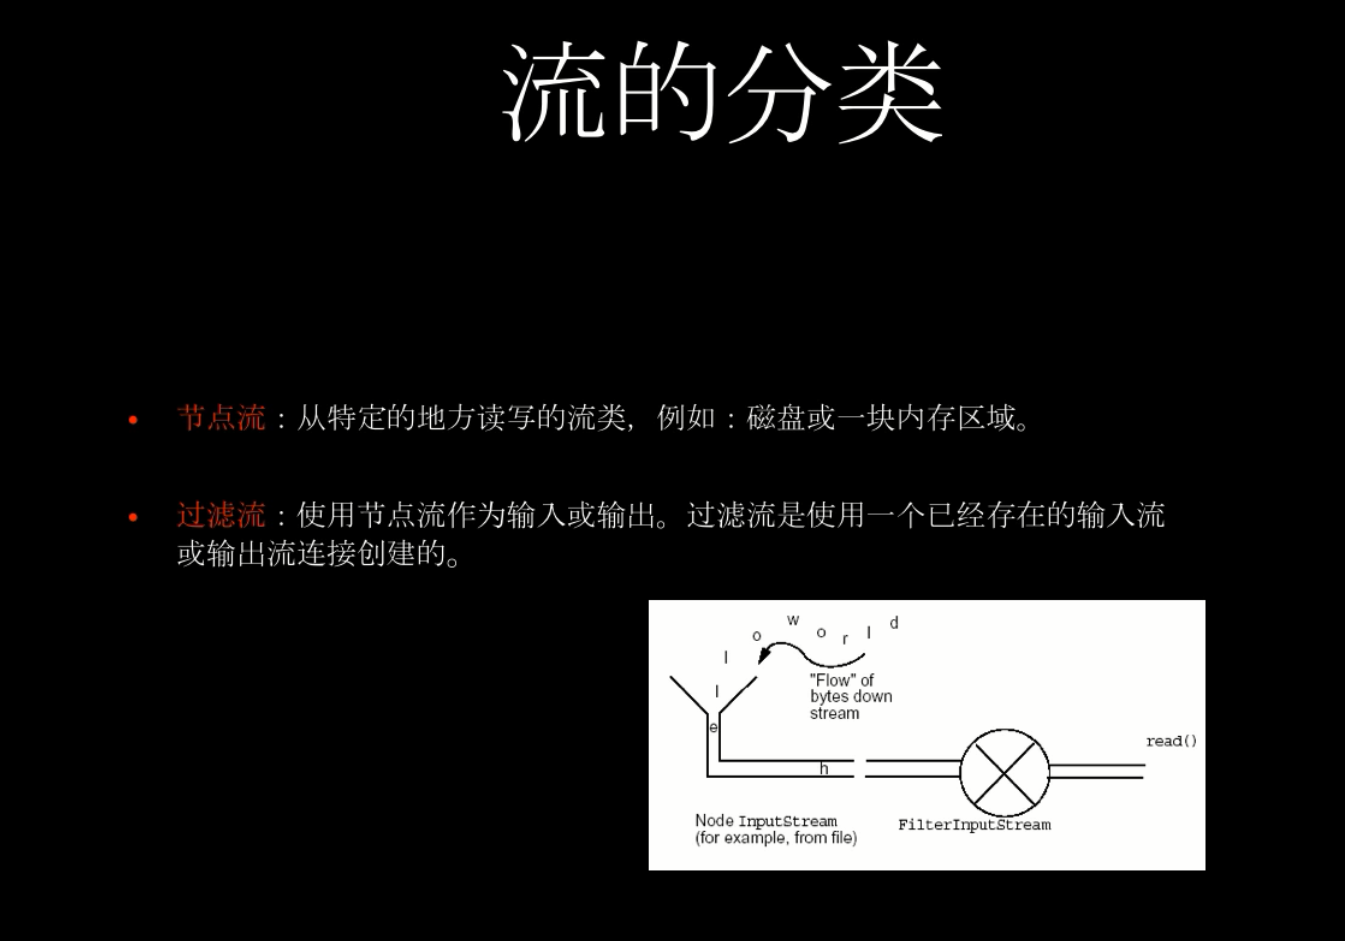 流的分类
• 节点流：从特定的地方读写的流类，例如：磁盘或一块内存区域。
• 过滤流：使用节点流作为输入或输出。过滤流是使用一个已经存在的输入流
或输出流连接创建的。
h e l l o w o r l d
"Flow" of
bytes down
stream
read()
Node InputStream
(for example, from file)
FilterInputStream